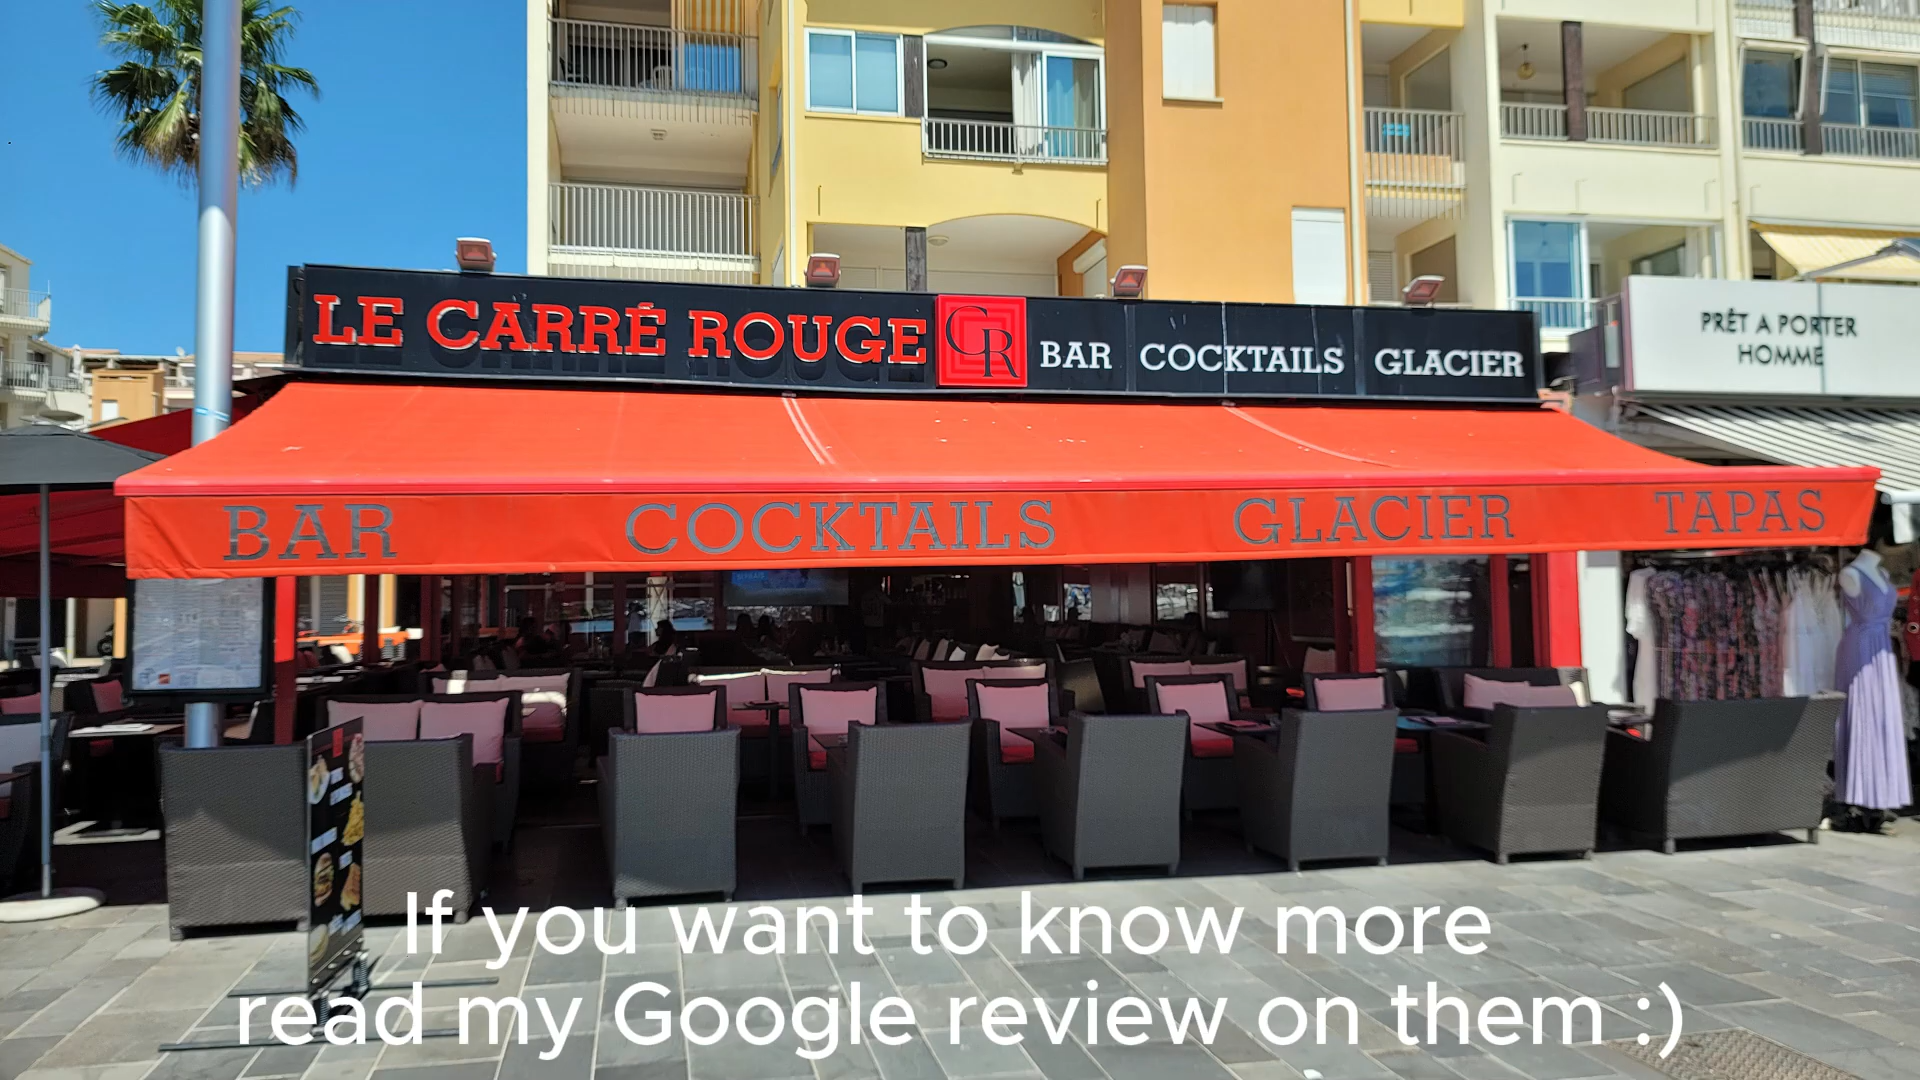 LE CARRÉ ROUGE CR BAR COCKTAILS GLACIER
PRÊT A PORTER
HOMME
BAR COCKTAILS GLACIER TAPAS
If you want to know more
read my Google review on them :)